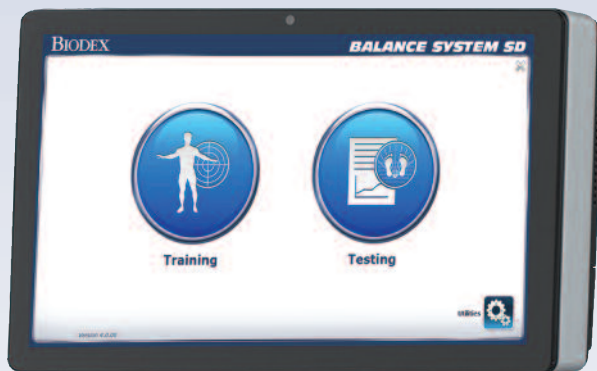 BIODEX
BALANCE SYSTEM SD
Training
Testing
Utilities